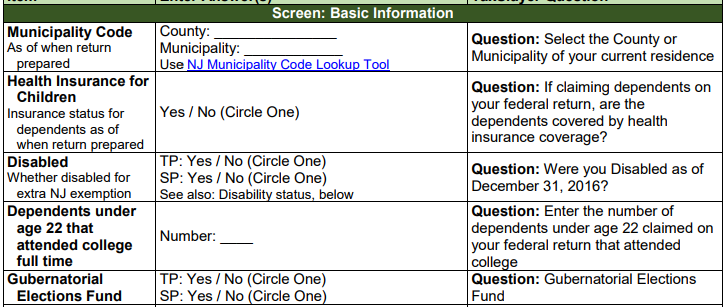 Screen: Basic Information
Municipality Code
As of when return
prepared
County: ________________
Municipality: _____________
Use NJ Municipality Code Lookup Tool
Question: Select the County or
Municipality of your current residence
Health Insurance for
Children
Insurance status for
dependents as of
when return prepared
Yes / No (Circle One)
Question: If claiming dependents on
your federal return, are the
dependents covered by health
insurance coverage?
Disabled
Whether disabled for
extra NJ exemption
TP: Yes / No (Circle One)
SP: Yes / No (Circle One)
See also: Disability status, below
Question: Were you Disabled as of
December 31, 2016?
Dependents under
age 22 that
attended college
full time
Number: ____
Question: Enter the number of
dependents under age 22 claimed on
your federal return that attended
college
Gubernatorial
Elections Fund
TP: Yes / No (Circle One)
SP: Yes / No (Circle One)
Question: Gubernatorial Elections
Fund